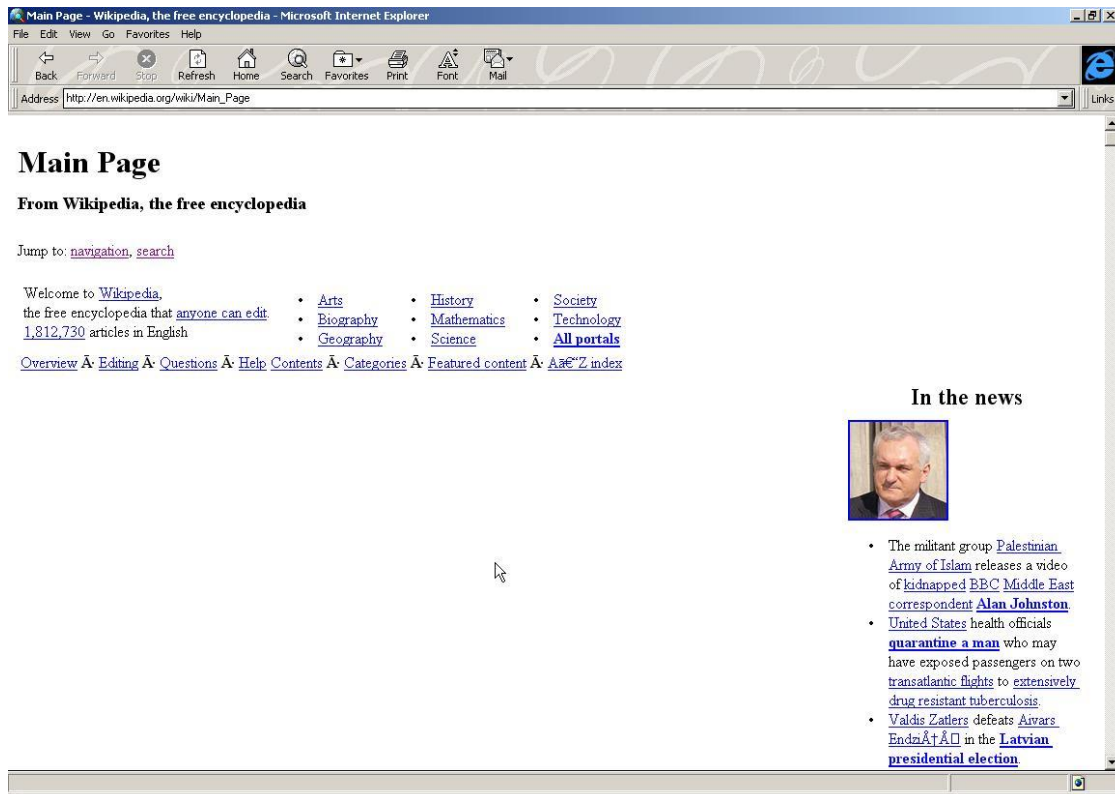 Main Page - Wikipedia, the free encyclopedia - Microsoft Internet Explorer
File Edit View Go Favorites Help
Back Forward Stop Refresh Home Search Favorites Print Font Mail
Address http://en.wikipedia.org/wiki/Main_Page Links
Main Page
From Wikipedia, the free encyclopedia
Jump to: navigation, search
Welcome to Wikipedia,
the free encyclopedia that anyone can edit.
1,812,730 articles in English
• Arts
• Biography
• Geography
• History
• Mathematics
• Science
• Society
• Technology
• All portals
Overview Â· Editing Â· Questions Â· Help Contents Â· Categories Â· Featured content Â· Aā€“Z index
In the news
• The militant group Palestinian
Army of Islam releases a video
of kidnapped BBC Middle East
correspondent Alan Johnston.
• United States health officials
quarantine a man who may
have exposed passengers on two
transatlantic flights to extensively
drug resistant tuberculosis.
• Valdis Zatlers defeats Aivars
EndziÅ†Å□ in the Latvian
presidential election.